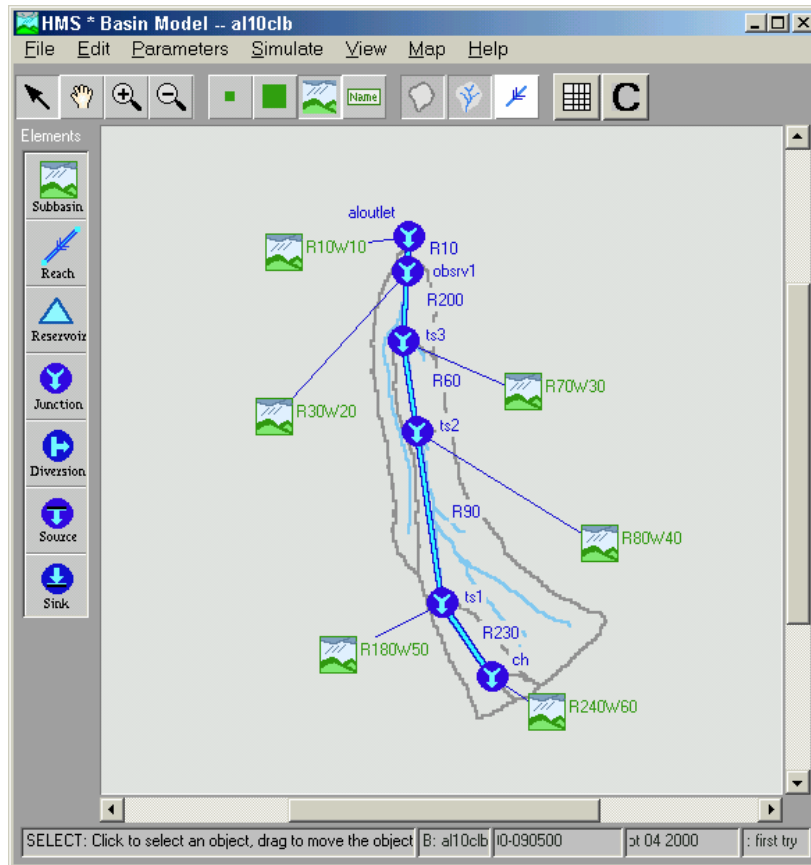 HMS * Basin Model -- al10clb
File Edit Parameters Simulate View Map Help
Name
C
Elements
Subbasin
Reach
Reservoir
Junction
Diversion
Source
Sink
aloutlet
R10W10
R10
obsrv1
R200
ts3
R60
R70W30
R30W20
ts2
R90
R80W40
ts1
R230
R180W50
ch
R240W60
SELECT: Click to select an object, drag to move the object B: al10clb 0-090500 ot 04 2000 : first try